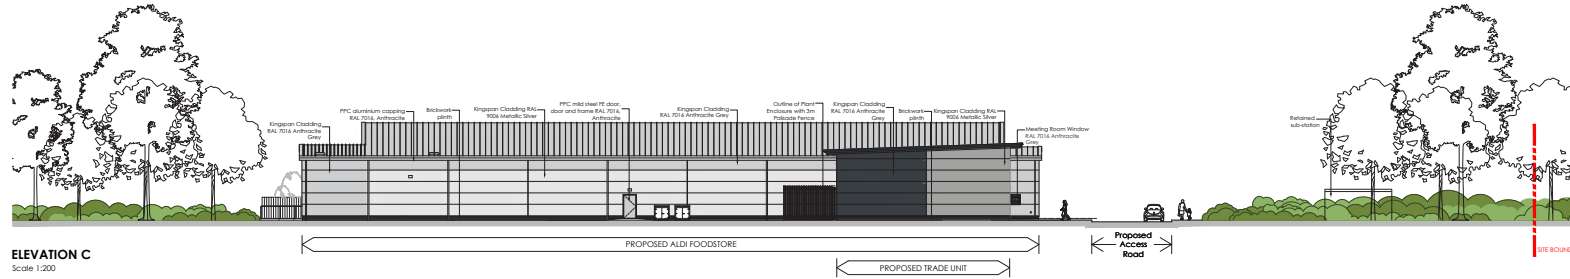 Kingspan Cladding
RAL 7016 Anthracite
Grey
PPC aluminium capping
RAL 7016, Anthracite
Brickwork
plinth
Kingspan Cladding RAL
9006 Metallic Silver
PPC mild steel FE door,
door and frame RAL 7016,
Anthracite
Kingspan Cladding
RAL 7016 Anthracite Grey
Outline of Plant
Enclosure with 3m
Palisade Fence
Kingspan Cladding
RAL 7016 Anthracite
Grey
Brickwork
plinth
Kingspan Cladding RAL
9006 Metallic Silver
Meeting Room Window
RAL 7016 Anthracite
Grey
Retained
sub-station
PROPOSED ALDI FOODSTORE
Proposed
Access
Road
PROPOSED TRADE UNIT
SITE BOUND
ELEVATION C
Scale 1:200